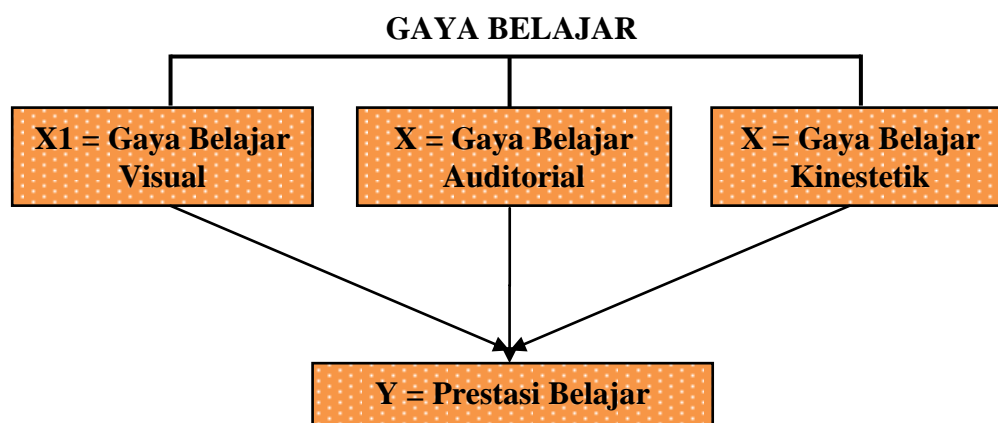 GAYA BELAJAR
X1 = Gaya Belajar
Visual
X = Gaya Belajar
Auditorial
X = Gaya Belajar
Kinestetik
Y = Prestasi Belajar